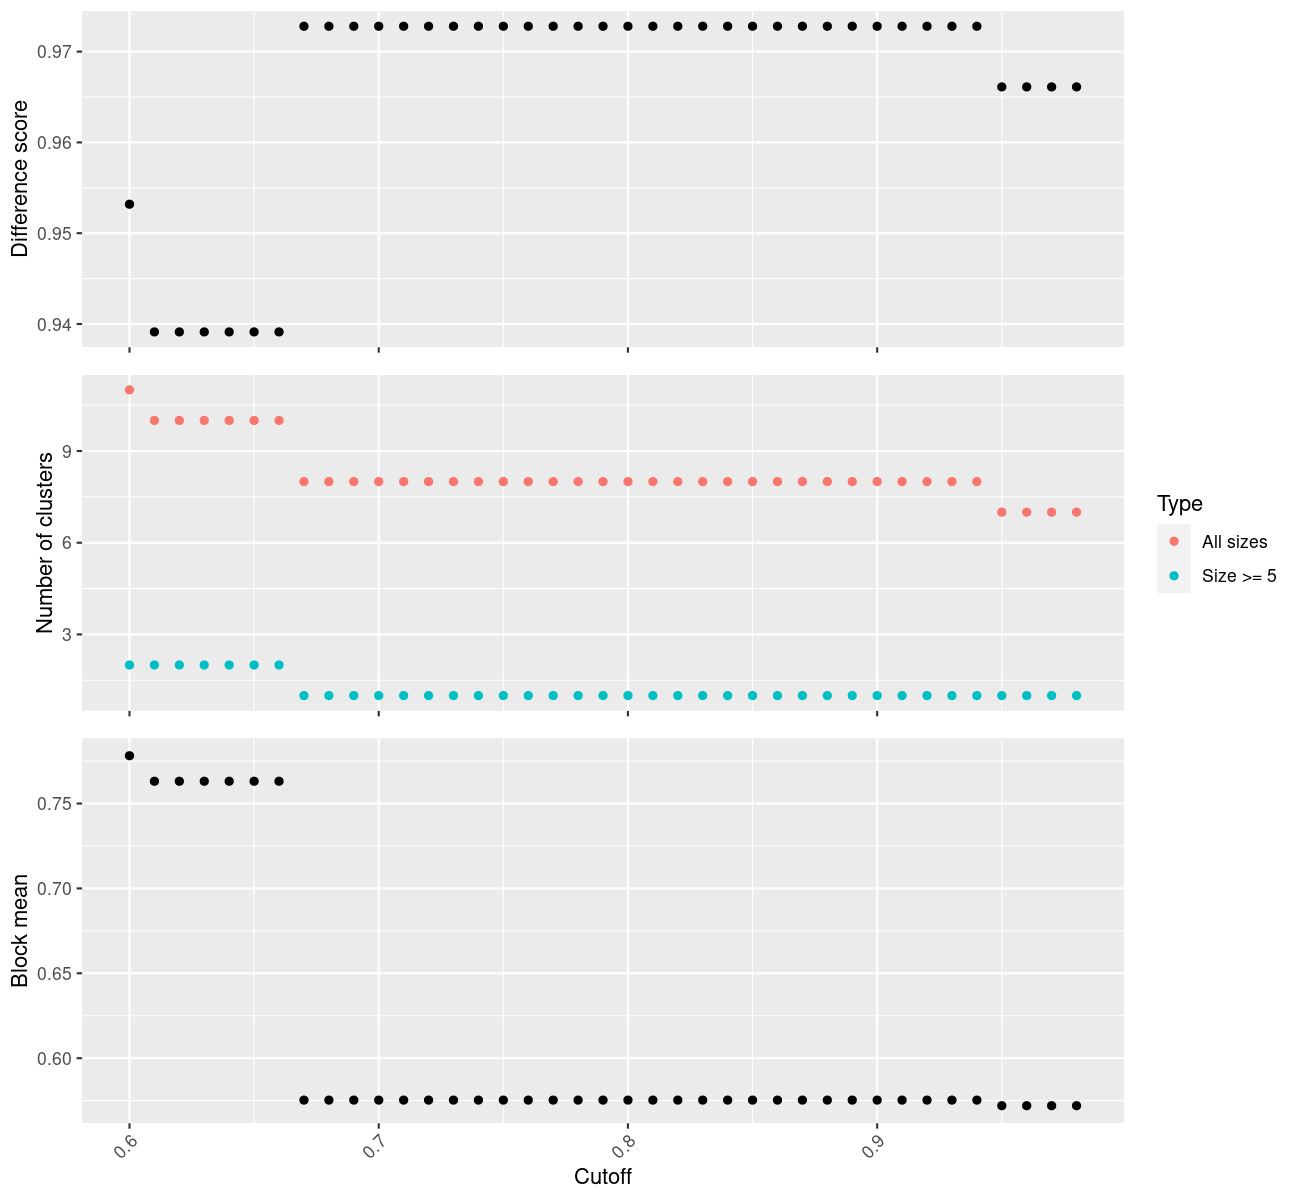 Difference score
0.97
0.96
0.95
0.94
Number of clusters
9
6
3
Type
All sizes
Size >= 5
Block mean
0.75
0.70
0.65
0.60
0.6
0.7
0.8
0.9
Cutoff